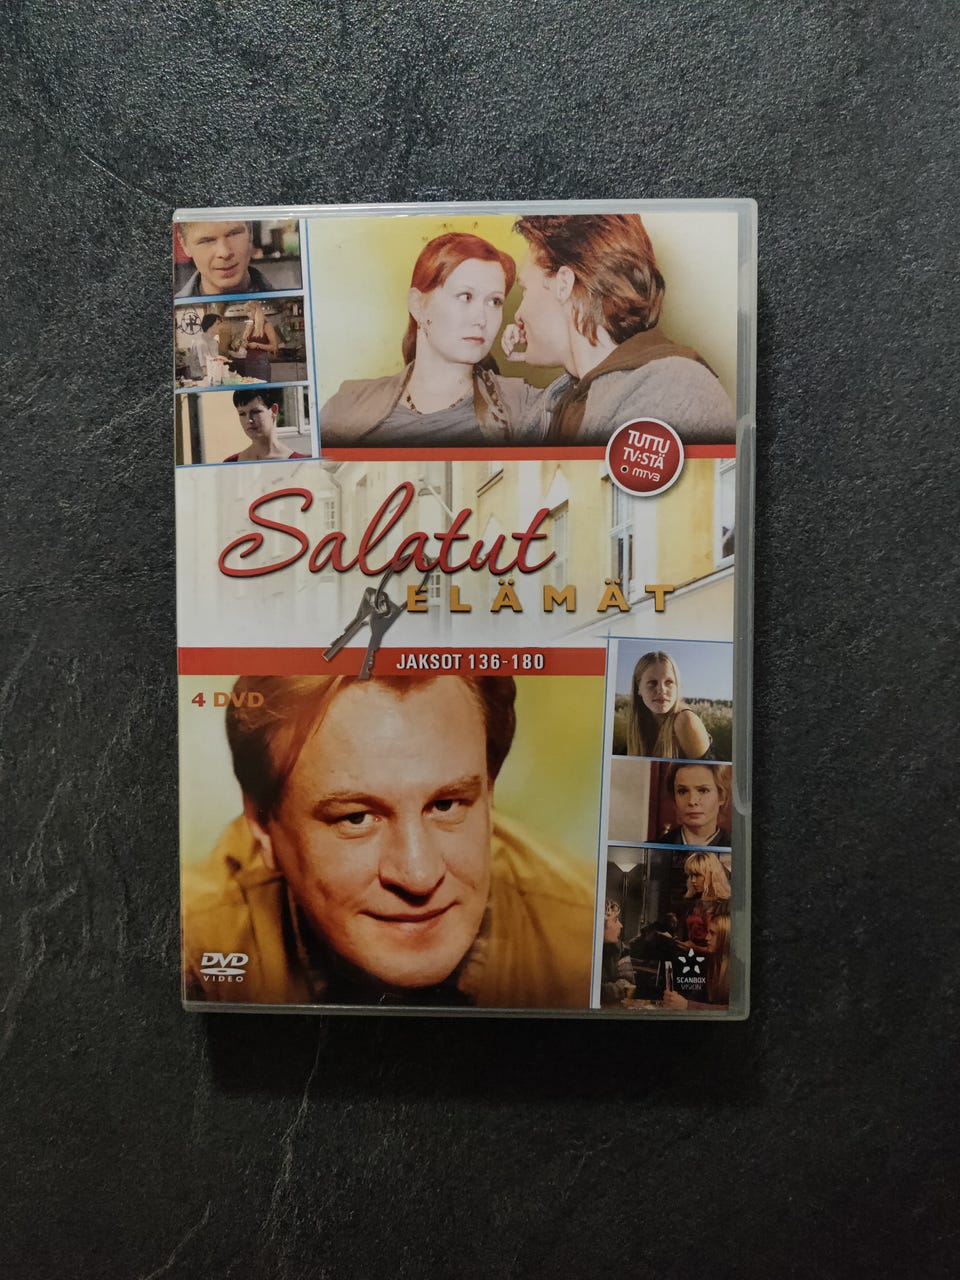 TUTTU
TV:STÄ
MTV3
Salatut
ELÄMÄT
JAKSOT 136-180
4 DVD
DVD
VIDEO
SCANBOX
VISION